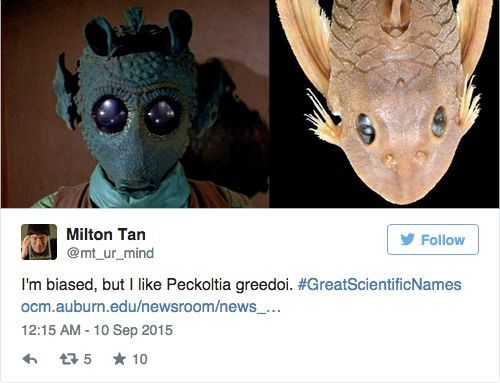 Milton Tan
@mt_ur_mind
Follow
I'm biased, but I like Peckoltia greedoi. #GreatScientificNames
ocm.auburn.edu/newsroom/news_...
12:15 AM - 10 Sep 2015
5 10